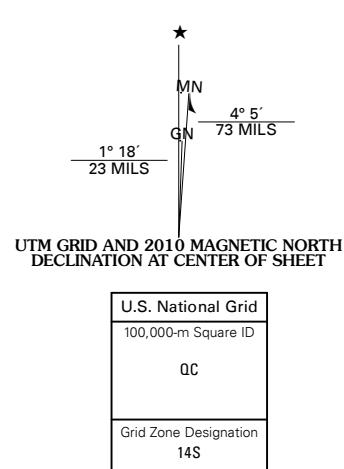 ★
MN
GN
4° 5´
73 MILS
1° 18´
23 MILS
UTM GRID AND 2010 MAGNETIC NORTH
DECLINATION AT CENTER OF SHEET
U.S. National Grid
100,000-m Square ID
QC
Grid Zone Designation
14S